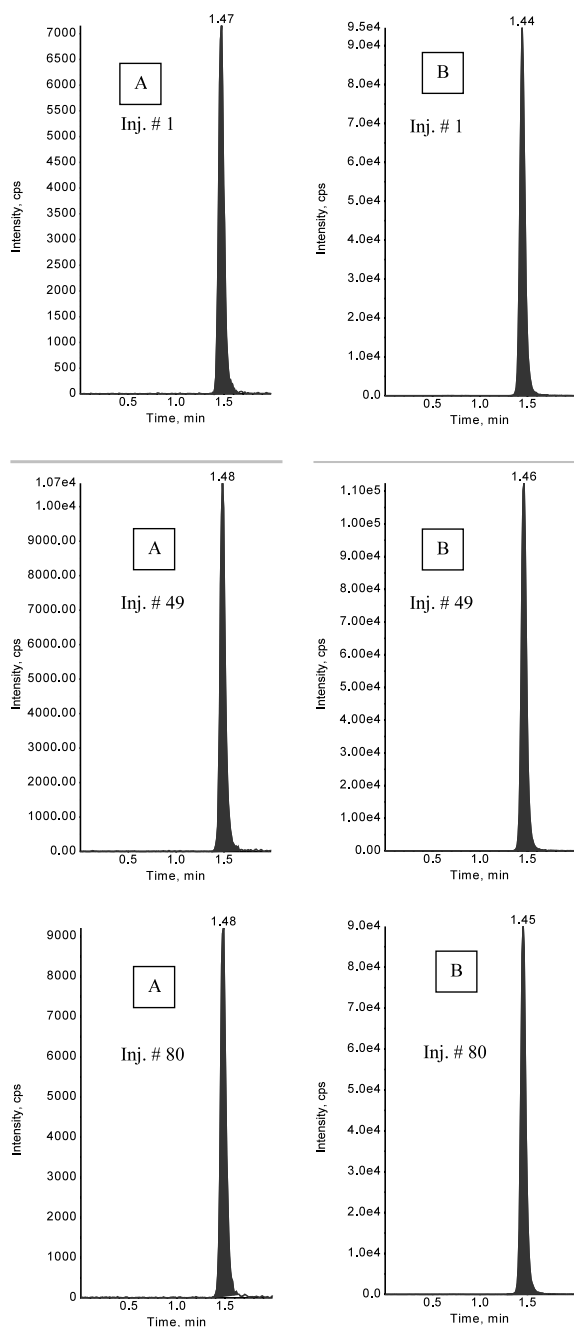 1.47
7000
6500
6000
5500
5000
4500
4000
3500
3000
2500
2000
1500
1000
500
0
Intensity, cps
A
Inj. # 1
0.5 1.0 1.5
Time, min
1.44
9.5e4
9.0e4
8.0e4
7.0e4
6.0e4
5.0e4
4.0e4
3.0e4
2.0e4
1.0e4
0.0
Intensity, cps
B
Inj. # 1
0.5 1.0 1.5
Time, min
1.48
1.07e4
1.00e4
9000.00
8000.00
7000.00
6000.00
5000.00
4000.00
3000.00
2000.00
1000.00
0.00
Intensity, cps
A
Inj. # 49
0.5 1.0 1.5
Time, min
1.46
1.10e5
1.00e5
9.00e4
8.00e4
7.00e4
6.00e4
5.00e4
4.00e4
3.00e4
2.00e4
1.00e4
0.00
Intensity, cps
B
Inj. # 49
0.5 1.0 1.5
Time, min
1.48
9000
8000
7000
6000
5000
4000
3000
2000
1000
0
Intensity, cps
A
Inj. # 80
0.5 1.0 1.5
Time, min
1.45
9.0e4
8.0e4
7.0e4
6.0e4
5.0e4
4.0e4
3.0e4
2.0e4
1.0e4
0.0
Intensity, cps
B
Inj. # 80
0.5 1.0 1.5
Time, min